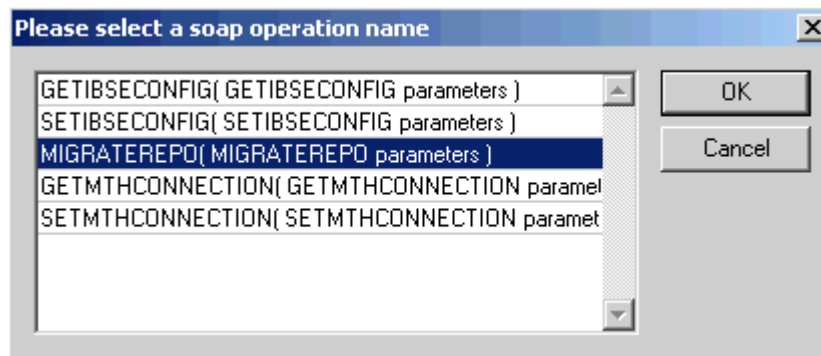 Please select a soap operation name
GETIBSECONFIG( GETIBSECONFIG parameters )
SETIBSECONFIG( SETIBSECONFIG parameters )
MIGRATEREPO( MIGRATEREPO parameters )
GETMTHCONNECTION( GETMTHCONNECTION paramet
SETMTHCONNECTION( SETMTHCONNECTION paramet
OK
Cancel